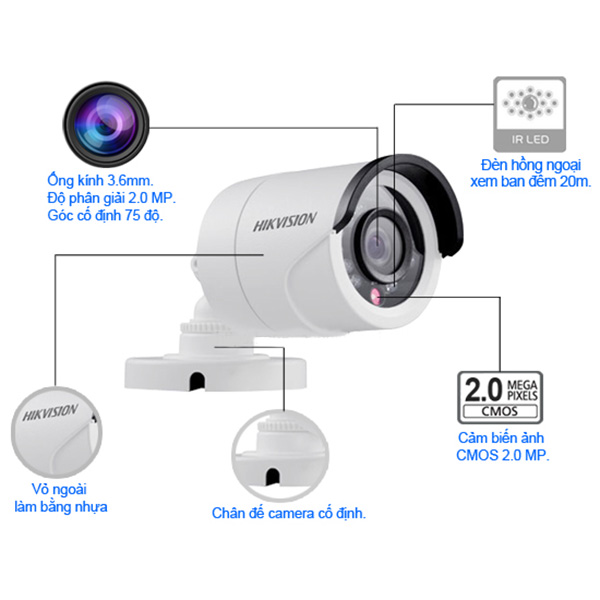 IR LED
Đèn hồng ngoại
xem ban đêm 20m.
Ống kính 3.6mm.
Độ phân giải 2.0 MP.
Góc cố định 75 độ.
HIKVISION
2.0 MEGA PIXELS
CMOS
HIKVISION
Cảm biến ảnh
CMOS 2.0 MP.
Vỏ ngoài
làm bằng nhựa
Chân đế camera cố định.